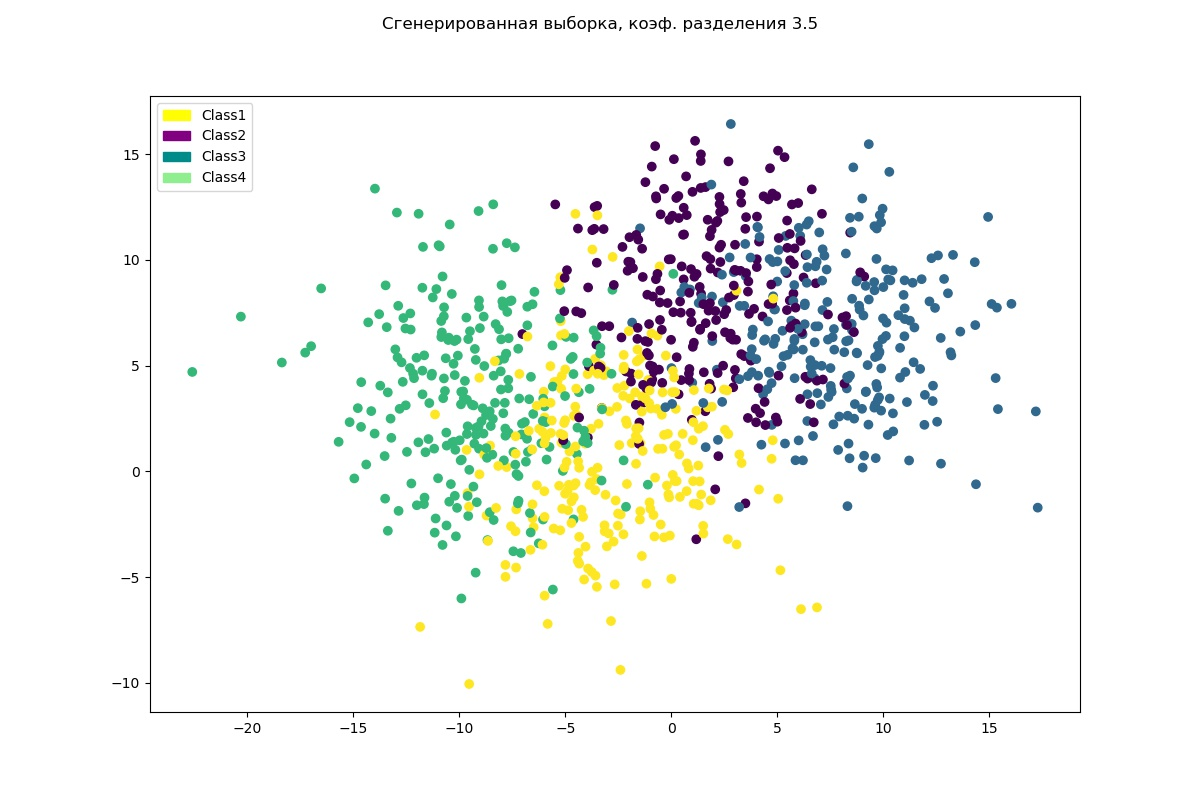 Сгенерированная выборка, коэф. разделения 3.5
Class1
Class2
Class3
Class4
15
10
5
0
−5
−10
−20 −15 −10 −5 0 5 10 15